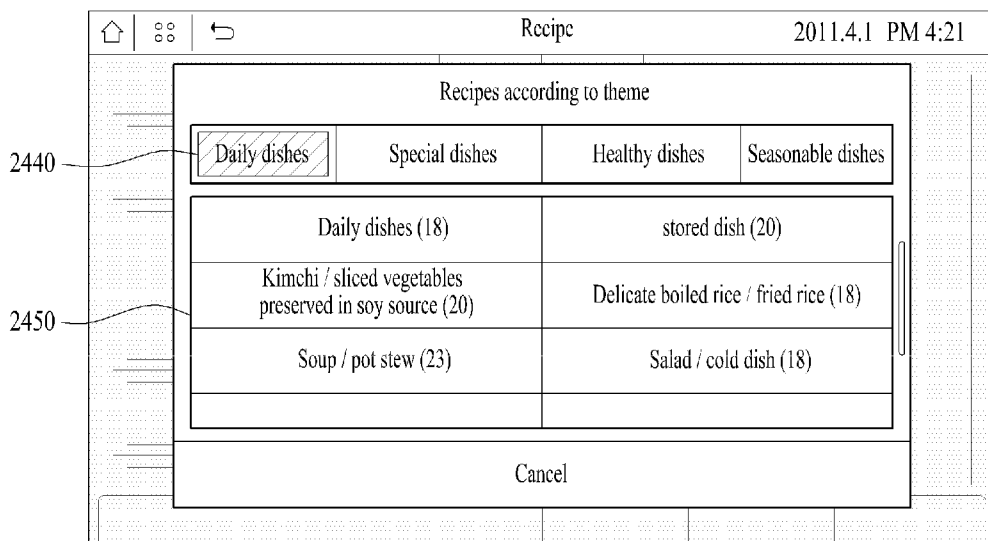 Recipe
2011.4.1 PM 4:21
Recipes according to theme
2440
Daily dishes
Special dishes
Healthy dishes
Seasonable dishes
Daily dishes (18)
stored dish (20)
Kimchi / sliced vegetables
preserved in soy source (20)
Delicate boiled rice / fried rice (18)
2450
Soup / pot stew (23)
Salad / cold dish (18)
Cancel